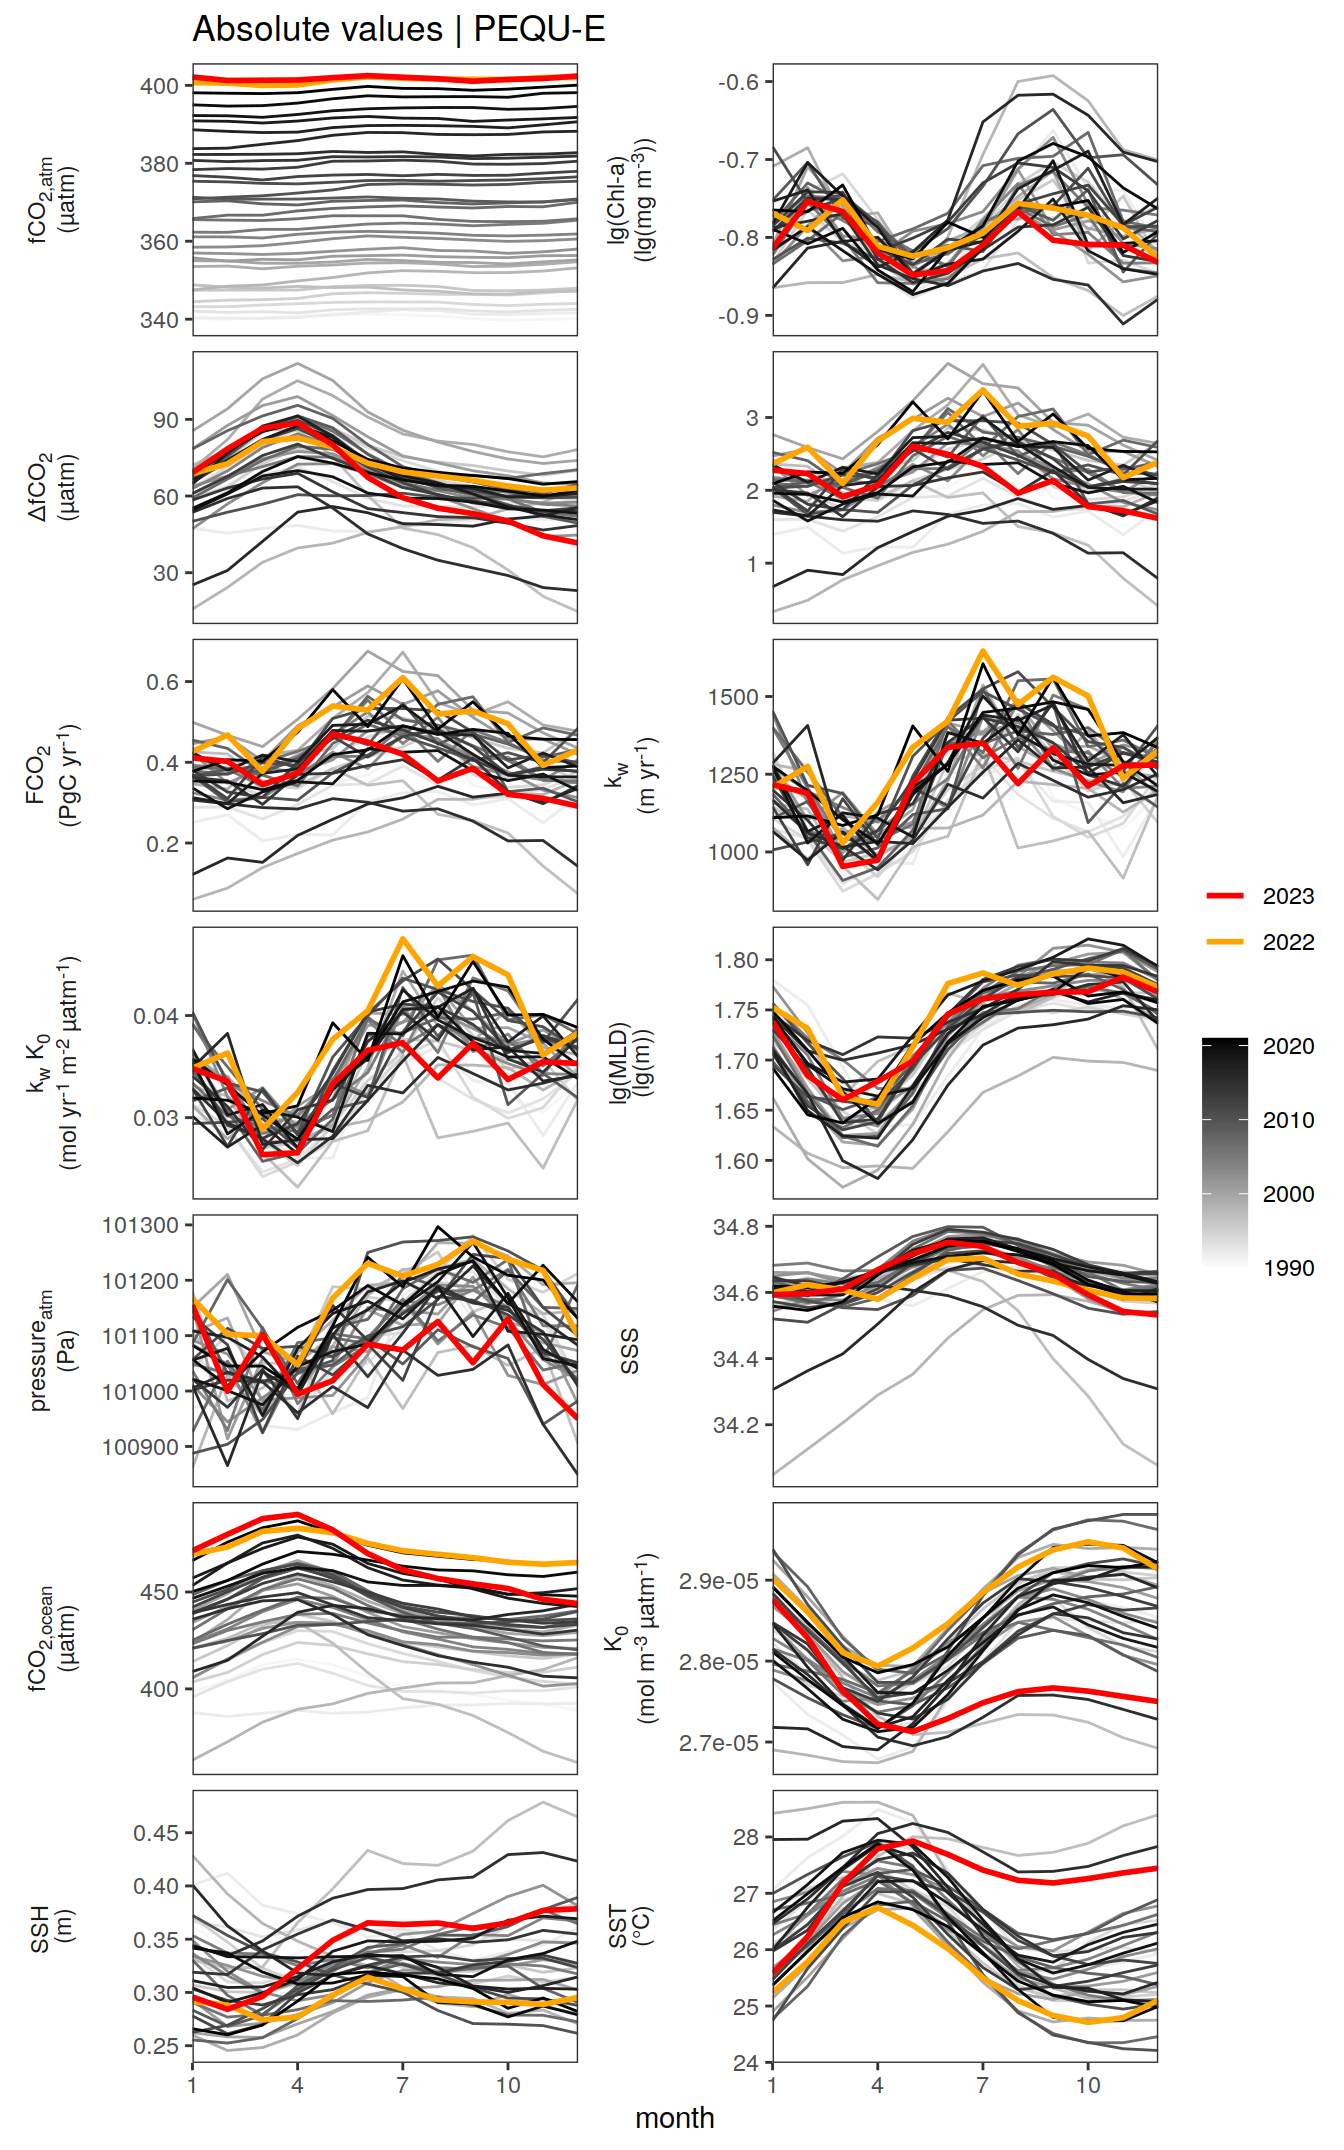 Absolute values | PEQU-E
fCO2,atm
(µatm)
400
380
360
340
lg(Chl-a)
(lg(mg m-3))
-0.6
-0.7
-0.8
-0.9
ΔfCO2
(µatm)
90
60
30
3
2
1
FCO2
(PgC yr-1)
0.6
0.4
0.2
kw
(m yr-1)
1500
1250
1000
kw K0
(mol yr-1 m-2 µatm-1)
0.04
0.03
lg(MLD)
(lg(m))
1.80
1.75
1.70
1.65
1.60
pressureatm
(Pa)
101300
101200
101100
101000
100900
SSS
34.8
34.6
34.4
34.2
fCO2,ocean
(µatm)
450
400
K0
(mol m-3 µatm-1)
2.9e-05
2.8e-05
2.7e-05
SSH
(m)
0.45
0.40
0.35
0.30
0.25
SST
(°C)
28
27
26
25
24
1 4 7 10
1 4 7 10
month
2023
2022
2020
2010
2000
1990